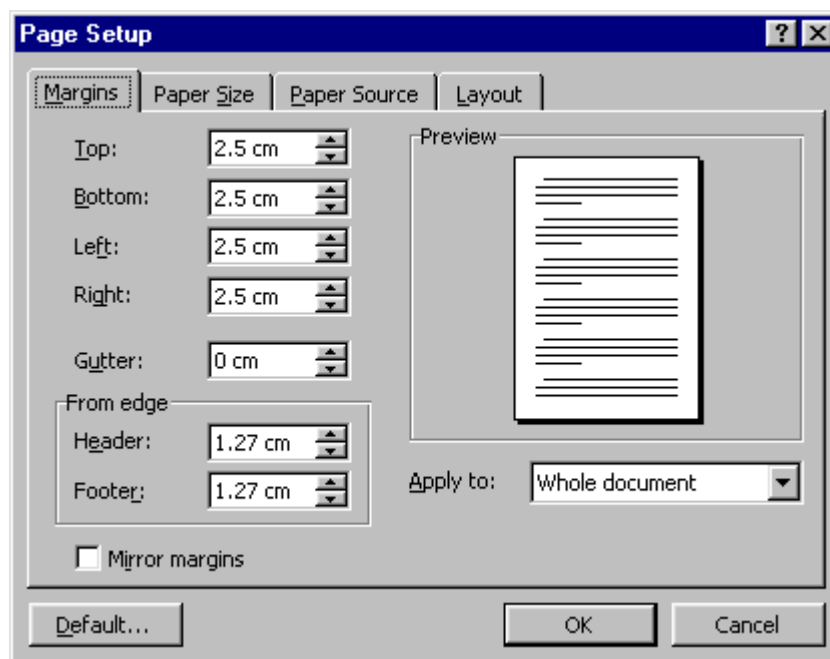 Page Setup
Margins Paper Size Paper Source Layout
Top: 2.5 cm
Preview
Bottom: 2.5 cm
Left: 2.5 cm
Right: 2.5 cm
Gutter: 0 cm
From edge
Header: 1.27 cm
Footer: 1.27 cm
Apply to: Whole document
Mirror margins
Default... OK Cancel